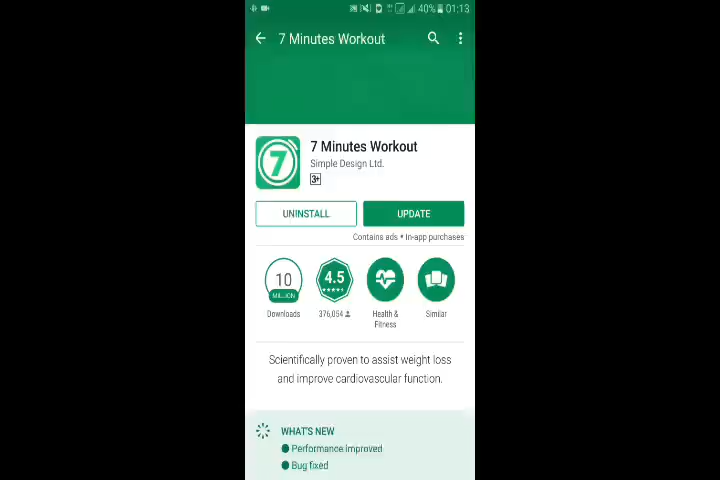 40% 01:13
7 Minutes Workout
7
7 Minutes Workout
Simple Design Ltd.
3+
UNINSTALL
UPDATE
Contains ads • In-app purchases
10
MILLION
4.5
Downloads
376,054
Health &
Fitness
Similar
Scientifically proven to assist weight loss
and improve cardiovascular function.
WHAT'S NEW
● Performance improved
● Bug fixed